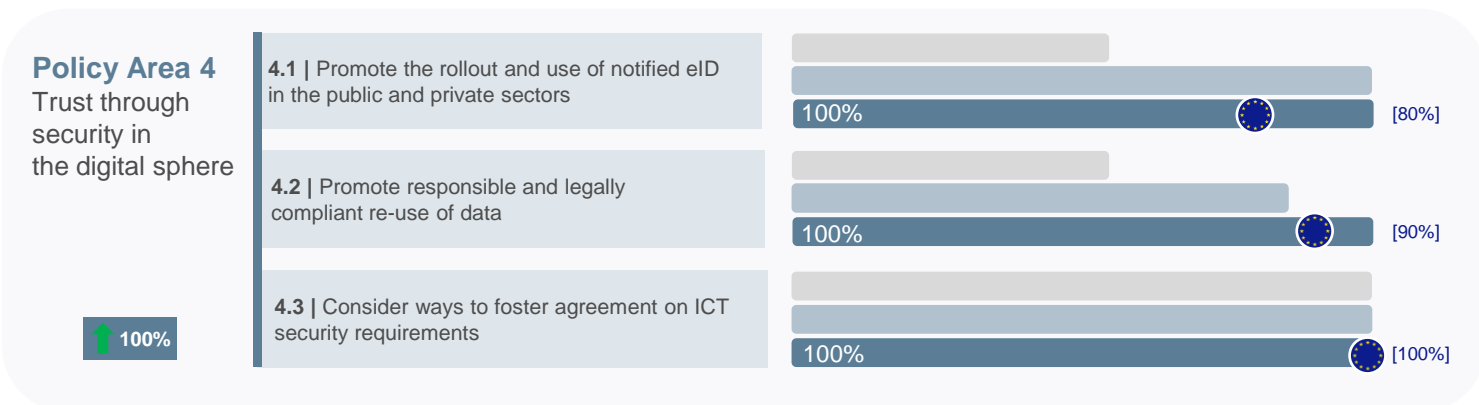 Policy Area 4
Trust through
security in
the digital sphere
100%
4.1 | Promote the rollout and use of notified eID
in the public and private sectors
100%
[80%]
4.2 | Promote responsible and legally
compliant re-use of data
100%
[90%]
4.3 | Consider ways to foster agreement on ICT
security requirements
100%
[100%]